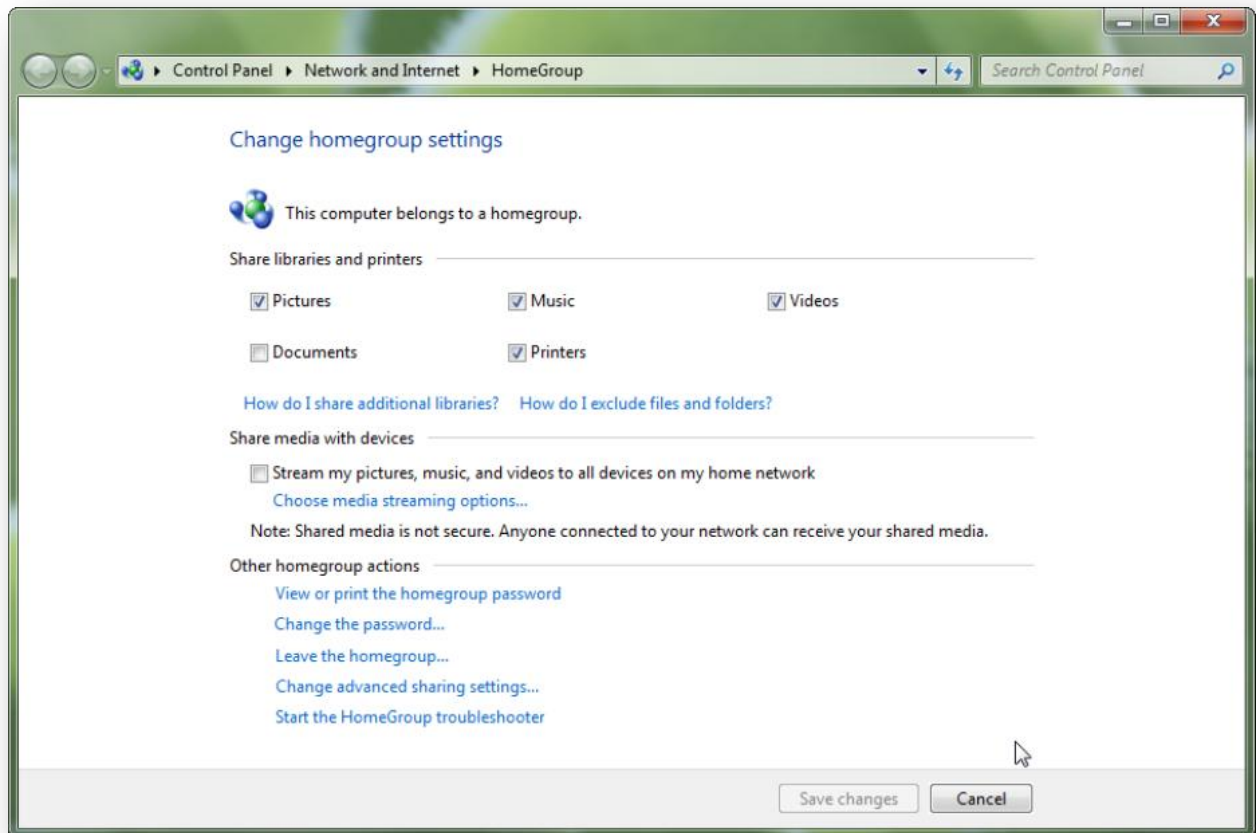 Control Panel Network and Internet HomeGroup
Search Control Panel
Change homegroup settings
This computer belongs to a homegroup.
Share libraries and printers
Pictures Music Videos
Documents Printers
How do I share additional libraries? How do I exclude files and folders?
Share media with devices
Stream my pictures, music, and videos to all devices on my home network
Choose media streaming options...
Note: Shared media is not secure. Anyone connected to your network can receive your shared media.
Other homegroup actions
View or print the homegroup password
Change the password...
Leave the homegroup...
Change advanced sharing settings...
Start the HomeGroup troubleshooter
Save changes Cancel